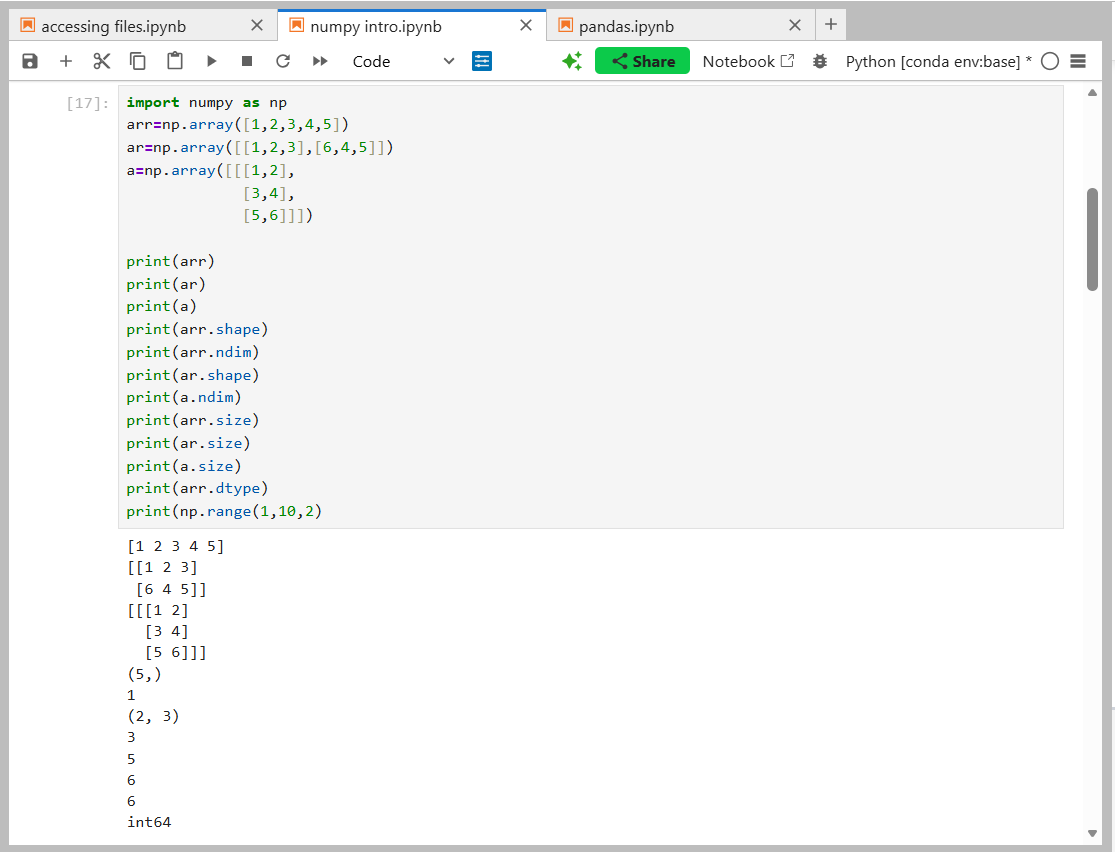 accessing files.ipynb numpy intro.ipynb pandas.ipynb
Code Share Notebook Python [conda env:base] *
[17]:
import numpy as np
arr=np.array([1,2,3,4,5])
ar=np.array([[1,2,3],[6,4,5]])
a=np.array([[[1,2],
             [3,4],
             [5,6]]])

print(arr)
print(ar)
print(a)
print(arr.shape)
print(arr.ndim)
print(ar.shape)
print(a.ndim)
print(arr.size)
print(ar.size)
print(a.size)
print(arr.dtype)
print(np.range(1,10,2)
[1 2 3 4 5]
[[1 2 3]
 [6 4 5]]
[[[1 2]
  [3 4]
  [5 6]]]
(5,)
1
(2, 3)
3
5
6
6
int64